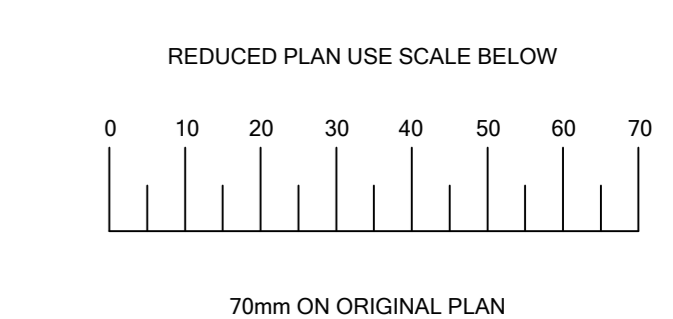 REDUCED PLAN USE SCALE BELOW
0 10 20 30 40 50 60 70
70mm ON ORIGINAL PLAN